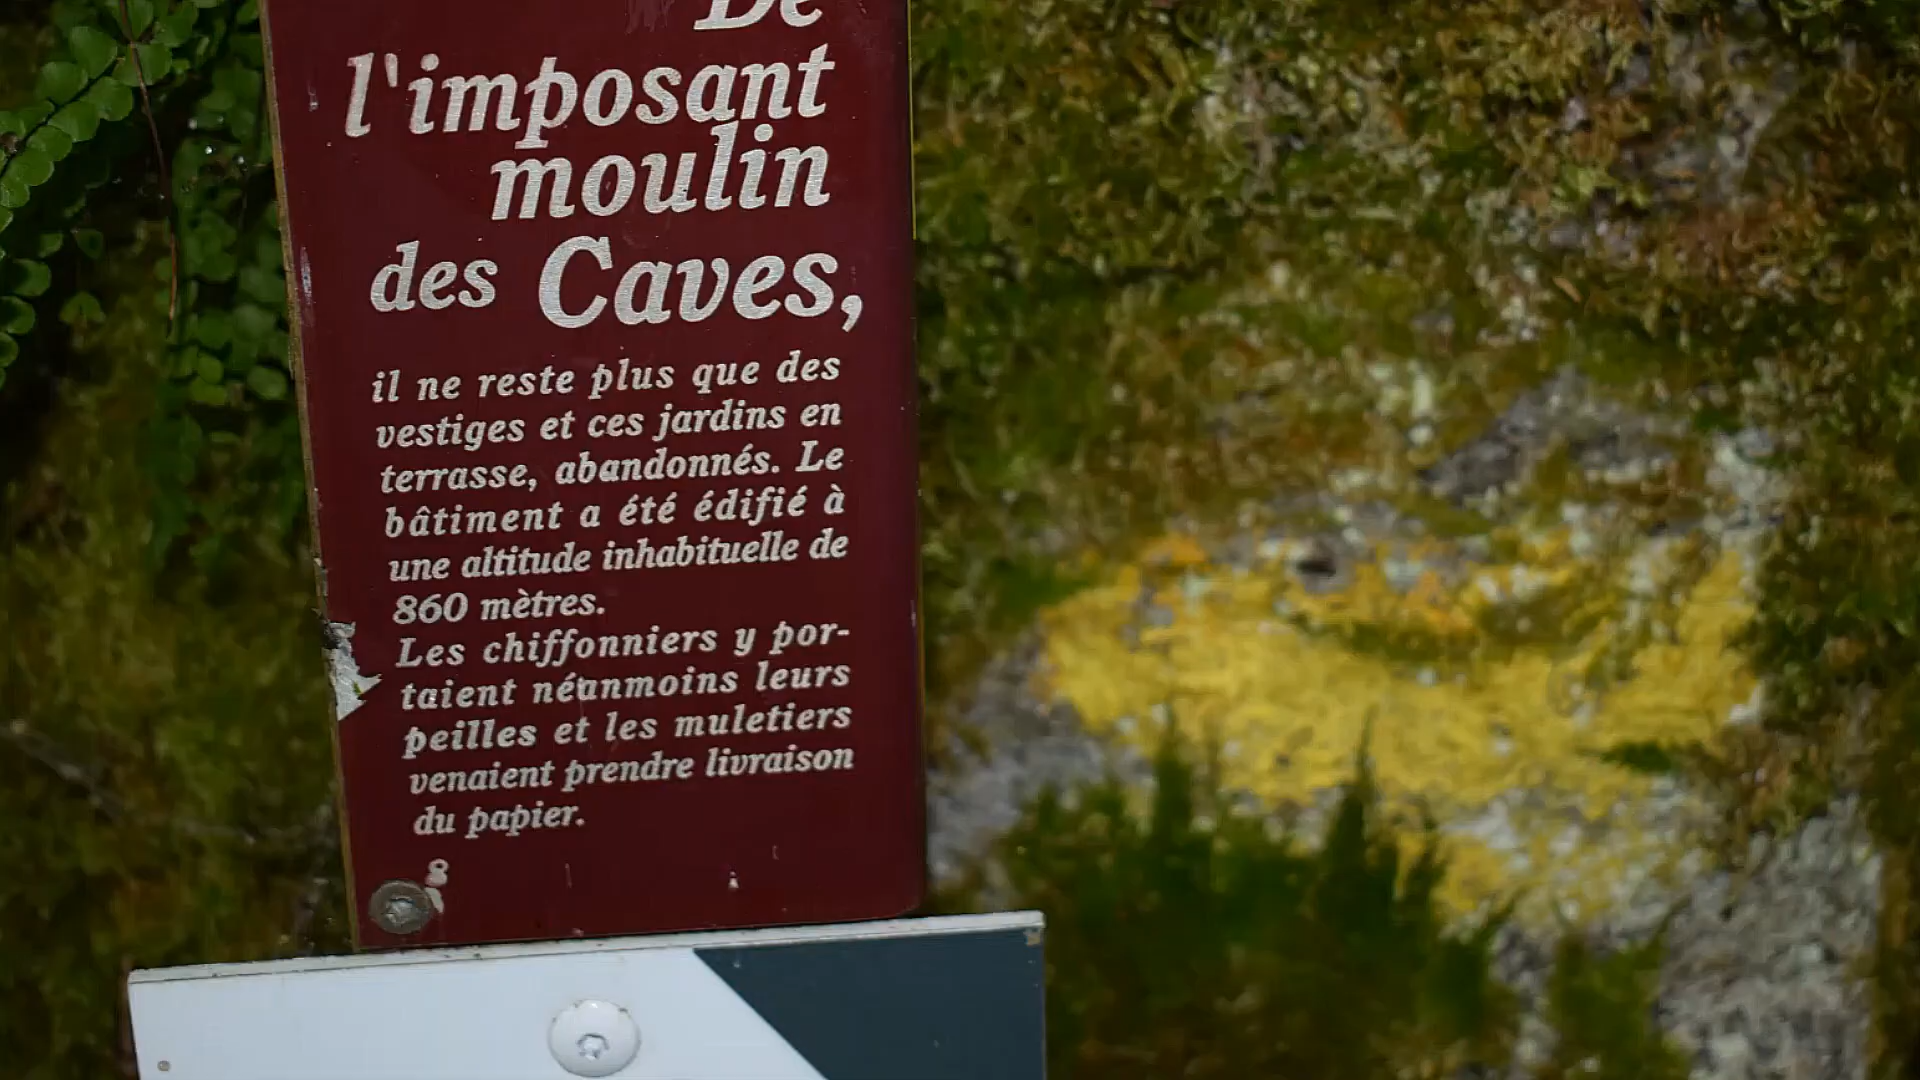 De
l'imposant
moulin
des Caves,
il ne reste plus que des
vestiges et ces jardins en
terrasse, abandonnés. Le
bâtiment a été édifié à
une altitude inhabituelle de
860 mètres.
Les chiffonniers y por-
taient néanmoins leurs
peilles et les muletiers
venaient prendre livraison
du papier.
8